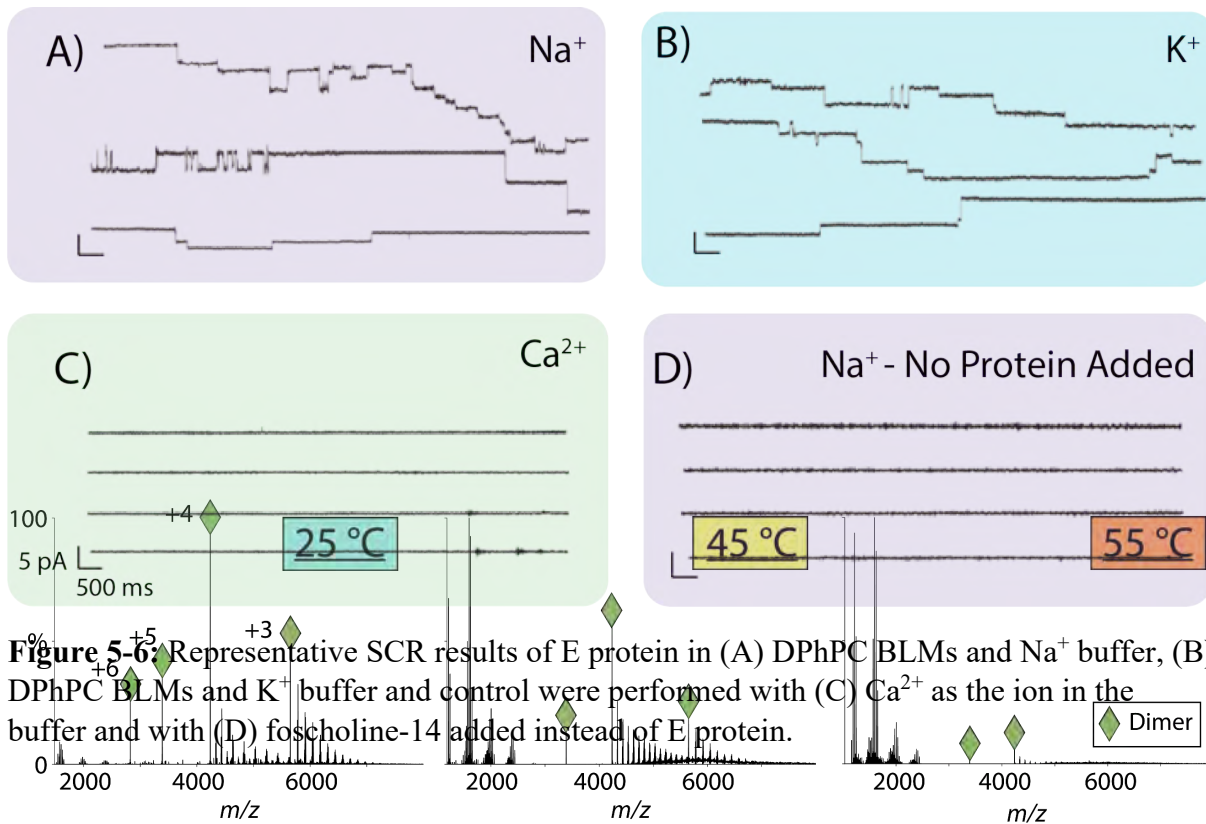 A)
Na⁺
B)
K⁺
C)
Ca²⁺
D)
Na⁺ - No Protein Added
100
+4
25 °C
45 °C
55 °C
5 pA
500 ms
+5
+3
%
+6
Figure 5-6: Representative SCR results of E protein in (A) DPhPC BLMs and Na⁺ buffer, (B)
DPhPC BLMs and K⁺ buffer and control were performed with (C) Ca²⁺ as the ion in the
buffer and with (D) foscholine-14 added instead of E protein.
Dimer
0
2000
4000
6000
2000
4000
6000
2000
4000
6000
m/z
m/z
m/z